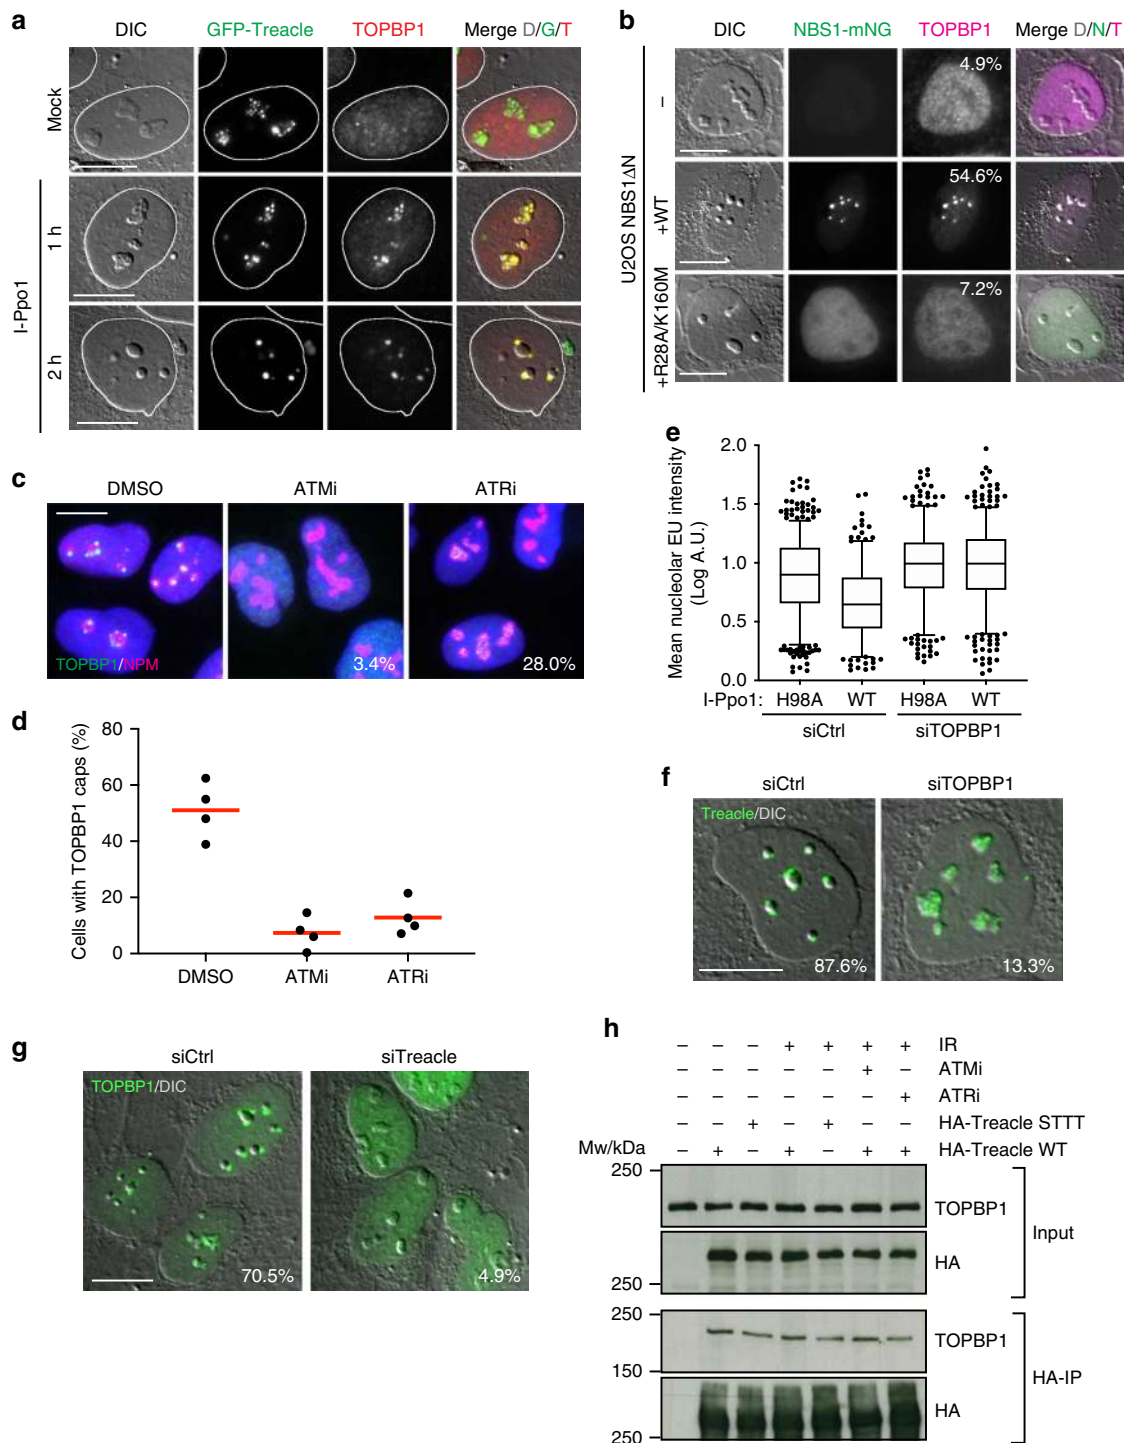 a
DIC GFP-Treacle TOPBP1 Merge D/G/T
Mock
I-Ppo1
1 h
2 h
b
DIC NBS1-mNG TOPBP1 Merge D/N/T
U2OS NBS1ΔN
–
4.9%
+WT
54.6%
+R28A/K160M
7.2%
c
DMSO ATMi ATRi
TOPBP1/NPM 3.4% 28.0%
d
Cells with TOPBP1 caps (%)
80
60
40
20
0
DMSO ATMi ATRi
e
Mean nucleolar EU intensity
(Log A.U.)
2.0
1.5
1.0
0.5
0.0
I-Ppo1: H98A WT H98A WT
siCtrl siTOPBP1
f
siCtrl siTOPBP1
Treacle/DIC
87.6% 13.3%
g
siCtrl siTreacle
TOPBP1/DIC
70.5% 4.9%
h
– – – + + + + IR
– – – – – + – ATMi
– – – – – – + ATRi
– – + – + – – HA-Treacle STTT
– + – + – + + HA-Treacle WT
Mw/kDa
250
TOPBP1
HA
250
Input
250
TOPBP1
150
HA
250
HA-IP